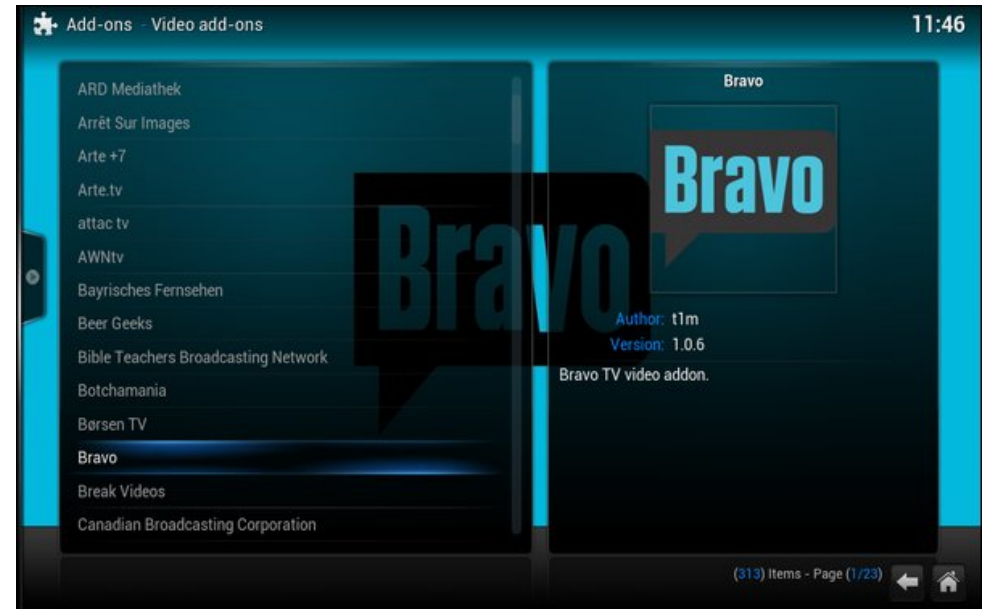 Add-ons - Video add-ons
11:46
ARD Mediathek
Arrêt Sur Images
Arte +7
Arte.tv
attac tv
AWNtv
Bayrisches Fernsehen
Beer Geeks
Bible Teachers Broadcasting Network
Botchamania
Børsen TV
Bravo
Break Videos
Canadian Broadcasting Corporation
Bravo
Bravo
Bravo
Author: t1m
Version: 1.0.6
Bravo TV video addon.
(313) Items - Page (1/23)